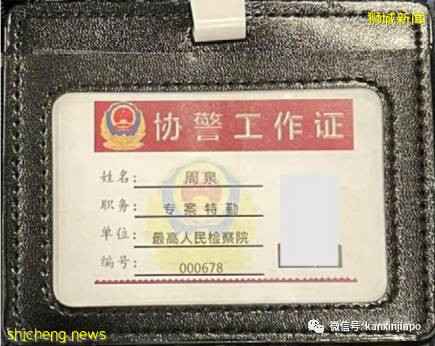 狮城新闻
协警工作证
姓名： 周泉
职务： 专案特勤
单位： 最高人民检察院
编号： 000678
shicheng.news
微信号: kanxinjiapo